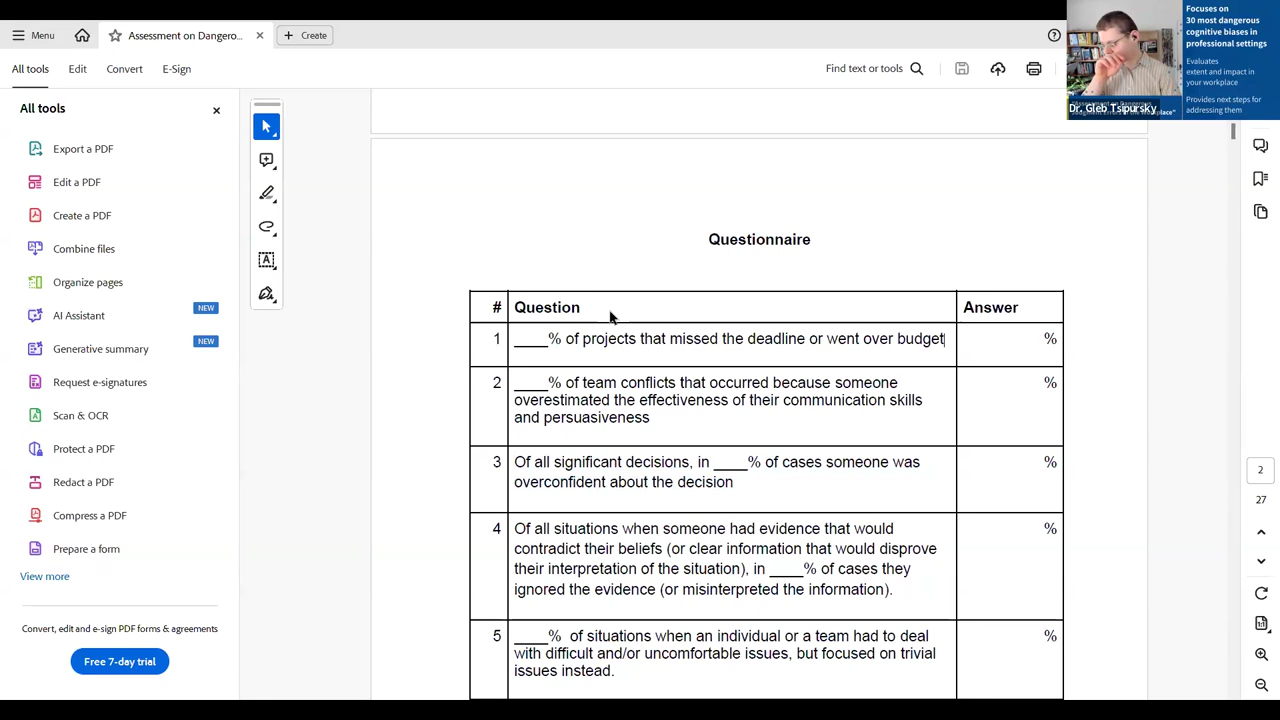 Menu
Assessment on Dangero...
Create
All tools
Edit
Convert
E-Sign
Find text or tools
Focuses on
30 most dangerous
cognitive biases in
professional settings
Evaluates
extent and impact in
your workplace
Provides next steps for
addressing them
Dr. Gleb Tsipursky
All tools
Export a PDF
Edit a PDF
Create a PDF
Combine files
Organize pages
AI Assistant
NEW
Generative summary
NEW
Request e-signatures
Scan & OCR
Protect a PDF
Redact a PDF
Compress a PDF
Prepare a form
View more
Convert, edit and e-sign PDF forms & agreements
Free 7-day trial
Questionnaire
# Question Answer
1 ____% of projects that missed the deadline or went over budget %
2 ____% of team conflicts that occurred because someone %
overestimated the effectiveness of their communication skills
and persuasiveness
3 Of all significant decisions, in ____% of cases someone was %
overconfident about the decision
4 Of all situations when someone had evidence that would %
contradict their beliefs (or clear information that would disprove
their interpretation of the situation), in ____% of cases they
ignored the evidence (or misinterpreted the information).
5 ____% of situations when an individual or a team had to deal %
with difficult and/or uncomfortable issues, but focused on trivial
issues instead.
2
27